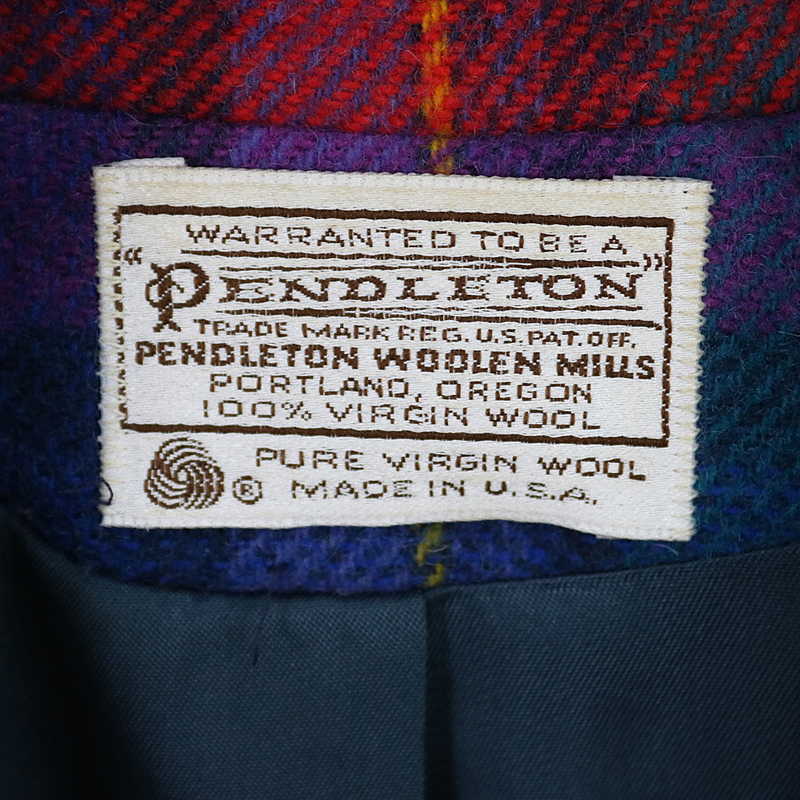 WARRANTED TO BE A
"PENDLETON"
TRADE MARK REG. U.S. PAT. OFF.
PENDLETON WOOLEN MILLS
PORTLAND, OREGON
100% VIRGIN WOOL
PURE VIRGIN WOOL
® MADE IN U.S.A.